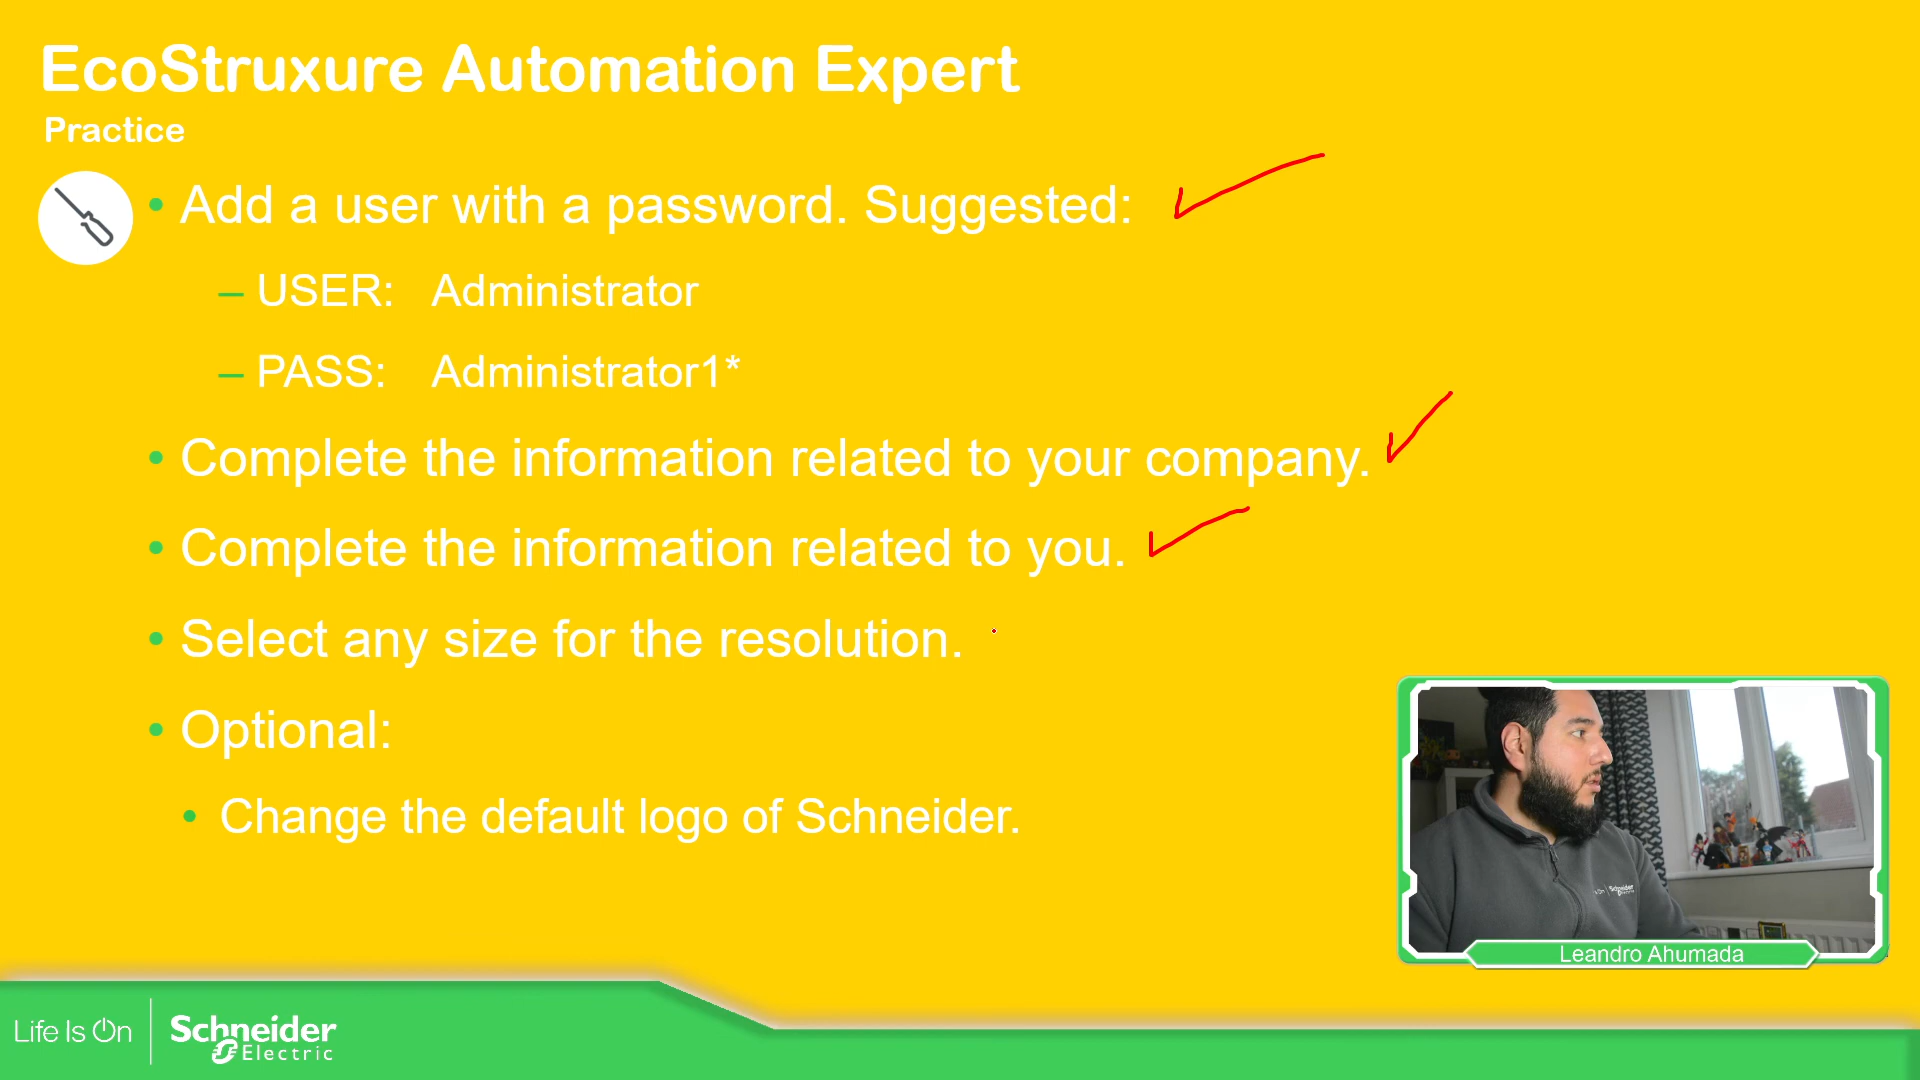 EcoStruxure Automation Expert
Practice
• Add a user with a password. Suggested:
– USER: Administrator
– PASS: Administrator1*
• Complete the information related to your company.
• Complete the information related to you.
• Select any size for the resolution.
• Optional:
• Change the default logo of Schneider.
Schneider
Electric
Leandro Ahumada
Life Is On
Schneider
Electric